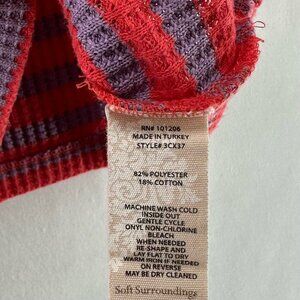 RN# 101206
MADE IN TURKEY
STYLE# 3CX37
82% POLYESTER
18% COTTON
MACHINE WASH COLD
INSIDE OUT
GENTLE CYCLE
ONYL NON-CHLORINE
BLEACH
WHEN NEEDED
RE-SHAPE AND
LAY FLAT TO DRY
WARM IRON IF NEEDED
ON REVERSE
MAY BE DRY CLEANED
Soft Surroundings